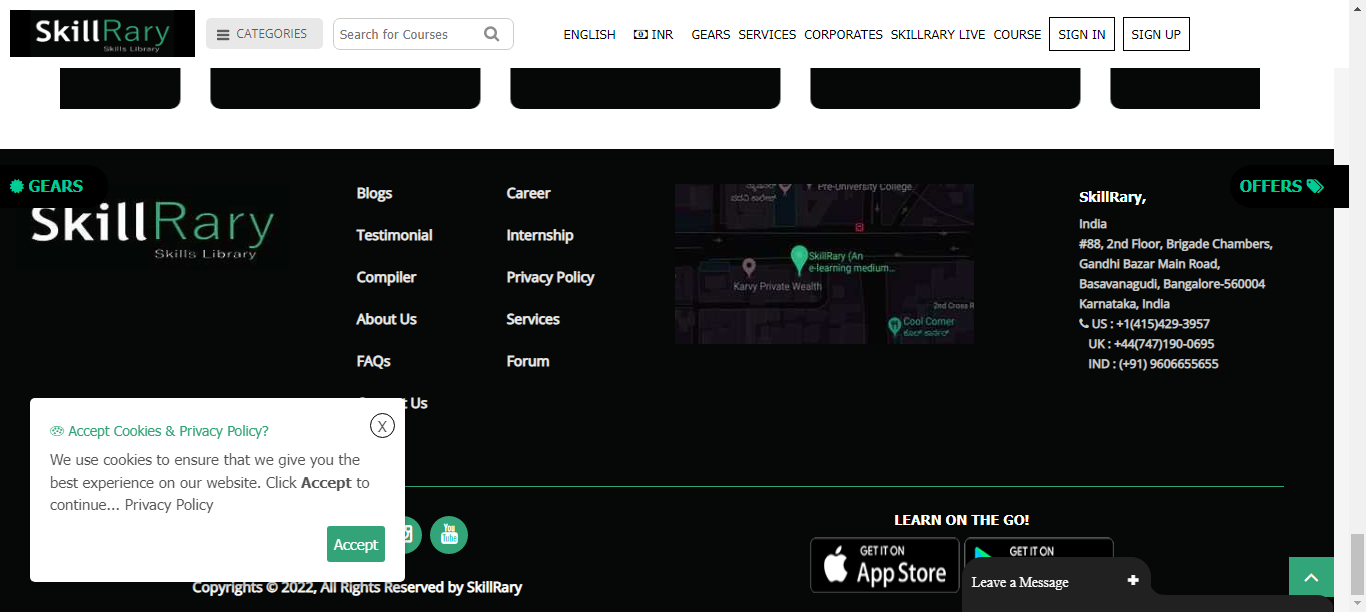 SkillRary
Skills Library
CATEGORIES
Search for Courses
ENGLISH
INR
GEARS
SERVICES
CORPORATES
SKILLRARY LIVE
COURSE
SIGN IN
SIGN UP
GEARS
OFFERS
SkillRary
Skills Library
Blogs
Testimonial
Compiler
About Us
FAQs
Us
Career
Internship
Privacy Policy
Services
Forum
Pre-University College
SkillRary (An
e-learning medium...
Karvy Private Wealth
2nd Cross R
Cool Corner
ಕೂಲ್ ಕಾರ್ನರ್
SkillRary,
India
#88, 2nd Floor, Brigade Chambers,
Gandhi Bazar Main Road,
Basavanagudi, Bangalore-560004
Karnataka, India
US : +1(415)429-3957
UK : +44(747)190-0695
IND : (+91) 9606655655
Accept Cookies & Privacy Policy?
X
We use cookies to ensure that we give you the
best experience on our website. Click Accept to
continue... Privacy Policy
Accept
You
Tube
Copyrights © 2022, All Rights Reserved by SkillRary
LEARN ON THE GO!
GET IT ON
App Store
GET IT ON
Leave a Message